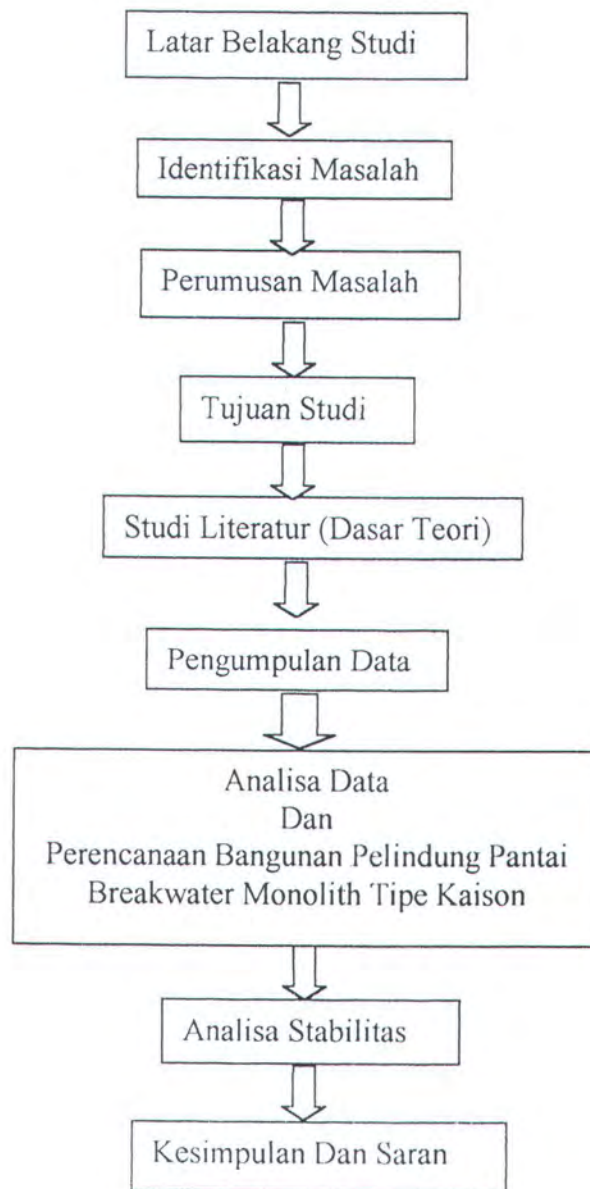 Latar Belakang Studi
Identifikasi Masalah
Perumusan Masalah
Tujuan Studi
Studi Literatur (Dasar Teori)
Pengumpulan Data
Analisa Data
Dan
Perencanaan Bangunan Pelindung Pantai
Breakwater Monolith Tipe Kaison
Analisa Stabilitas
Kesimpulan Dan Saran